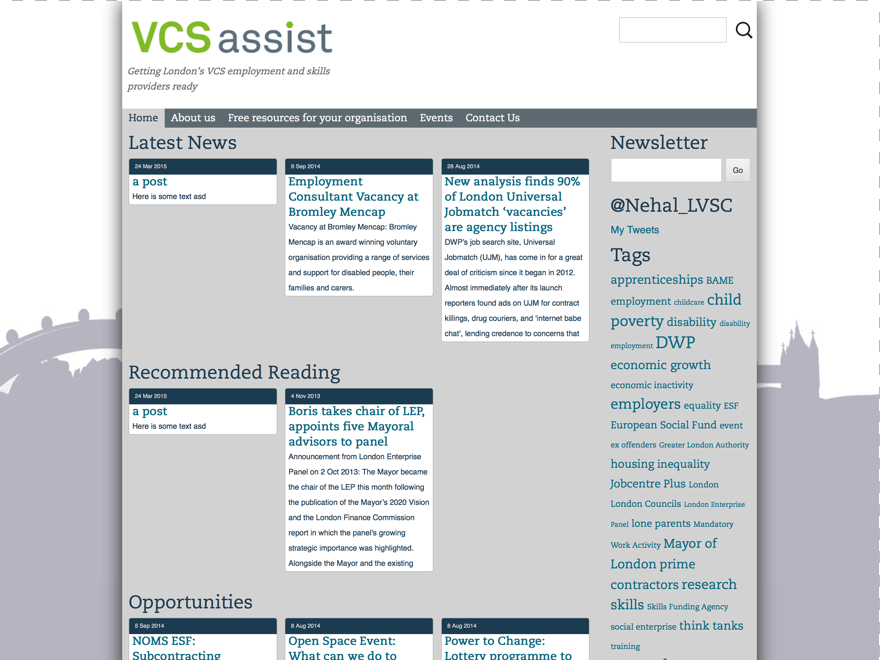 VCS assist
Getting London's VCS employment and skills
providers ready
Home About us Free resources for your organisation Events Contact Us
Latest News
24 Mar 2015
a post
Here is some text asd
9 Sep 2014
Employment
Consultant Vacancy at
Bromley Mencap
Vacancy at Bromley Mencap: Bromley
Mencap is an award winning voluntary
organisation providing a range of services
and support for disabled people, their
families and carers.
28 Aug 2014
New analysis finds 90%
of London Universal
Jobmatch ‘vacancies’
are agency listings
DWP's job search site, Universal
Jobmatch (UJM), has come in for a great
deal of criticism since it began in 2012.
Almost immediately after its launch
reporters found ads on UJM for contract
killings, drug couriers, and 'internet babe
chat', lending credence to concerns that
Recommended Reading
24 Mar 2015
a post
Here is some text asd
4 Nov 2013
Boris takes chair of LEP,
appoints five Mayoral
advisors to panel
Announcement from London Enterprise
Panel on 2 Oct 2013: The Mayor became
the chair of the LEP this month following
the publication of the Mayor's 2020 Vision
and the London Finance Commission
report in which the panel's growing
strategic importance was highlighted.
Alongside the Mayor and the existing
Opportunities
5 Sep 2014
NOMS ESF:
Subcontracting
8 Aug 2014
Open Space Event:
What can we do to
8 Aug 2014
Power to Change:
Lottery programme to
Newsletter
Go
@Nehal_LVSC
My Tweets
Tags
apprenticeships BAME
employment childcare child
poverty disability disability
employment DWP
economic growth
economic inactivity
employers equality ESF
European Social Fund event
ex offenders Greater London Authority
housing inequality
Jobcentre Plus London
London Councils London Enterprise
Panel lone parents Mandatory
Work Activity Mayor of
London prime
contractors research
skills Skills Funding Agency
social enterprise think tanks
training